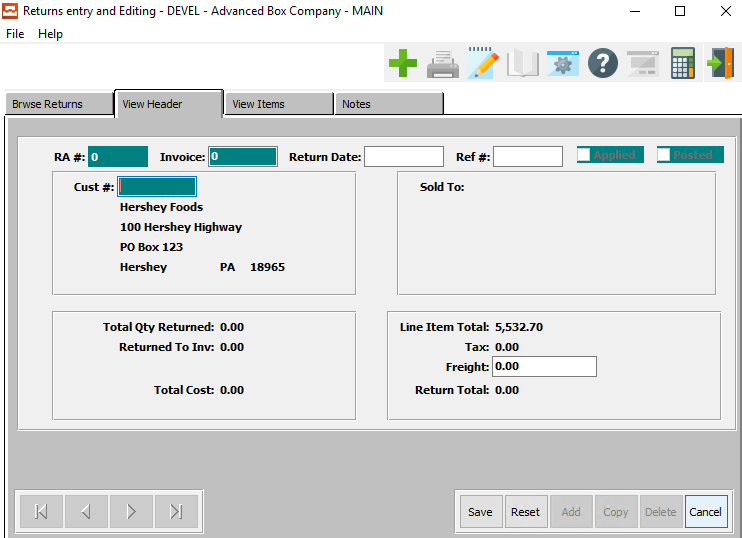 Returns entry and Editing - DEVEL - Advanced Box Company - MAIN
File Help
Brwse Returns View Header View Items Notes
RA #: 0 Invoice: 0 Return Date: Ref #: Applied Posted
Cust #:
Hershey Foods
100 Hershey Highway
PO Box 123
Hershey PA 18965
Sold To:
Total Qty Returned: 0.00
Returned To Inv: 0.00
Total Cost: 0.00
Line Item Total: 5,532.70
Tax: 0.00
Freight: 0.00
Return Total: 0.00
Save Reset Add Copy Delete Cancel